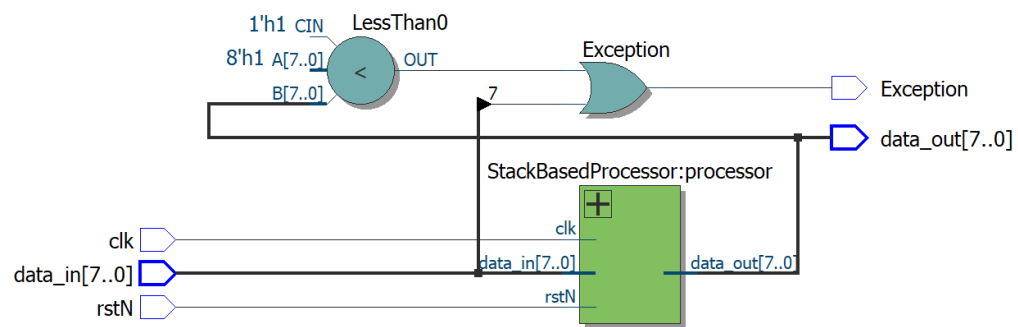 1'h1 CIN
LessThan0
8'h1 A[7..0]
<
OUT
B[7..0]
Exception
7
Exception
data_out[7..0]
StackBasedProcessor:processor
clk
clk
data_in[7..0]
data_in[7..0]
data_out[7..0]
rstN
rstN